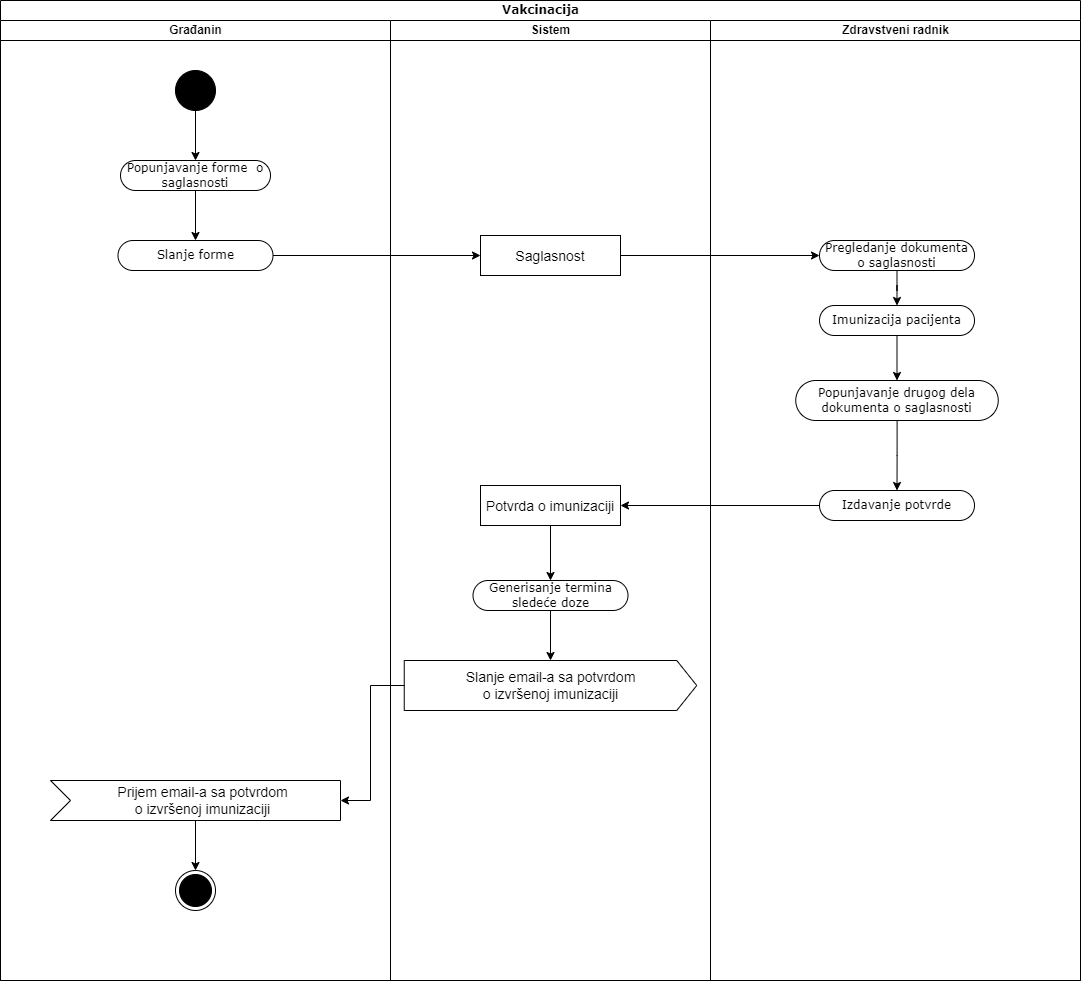 Vakcinacija
Građanin
Sistem
Zdravstveni radnik
Popunjavanje forme o
saglasnosti
Slanje forme
Saglasnost
Pregledanje dokumenta
o saglasnosti
Imunizacija pacijenta
Popunjavanje drugog dela
dokumenta o saglasnosti
Izdavanje potvrde
Potvrda o imunizaciji
Generisanje termina
sledeće doze
Slanje email-a sa potvrdom
o izvršenoj imunizaciji
Prijem email-a sa potvrdom
o izvršenoj imunizaciji